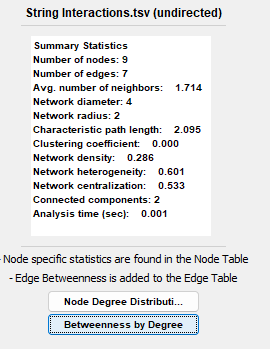 String Interactions.tsv (undirected)
Summary Statistics
Number of nodes: 9
Number of edges: 7
Avg. number of neighbors: 1.714
Network diameter: 4
Network radius: 2
Characteristic path length: 2.095
Clustering coefficient: 0.000
Network density: 0.286
Network heterogeneity: 0.601
Network centralization: 0.533
Connected components: 2
Analysis time (sec): 0.001
- Node specific statistics are found in the Node Table
- Edge Betweenness is added to the Edge Table
Node Degree Distributi...
Betweenness by Degree